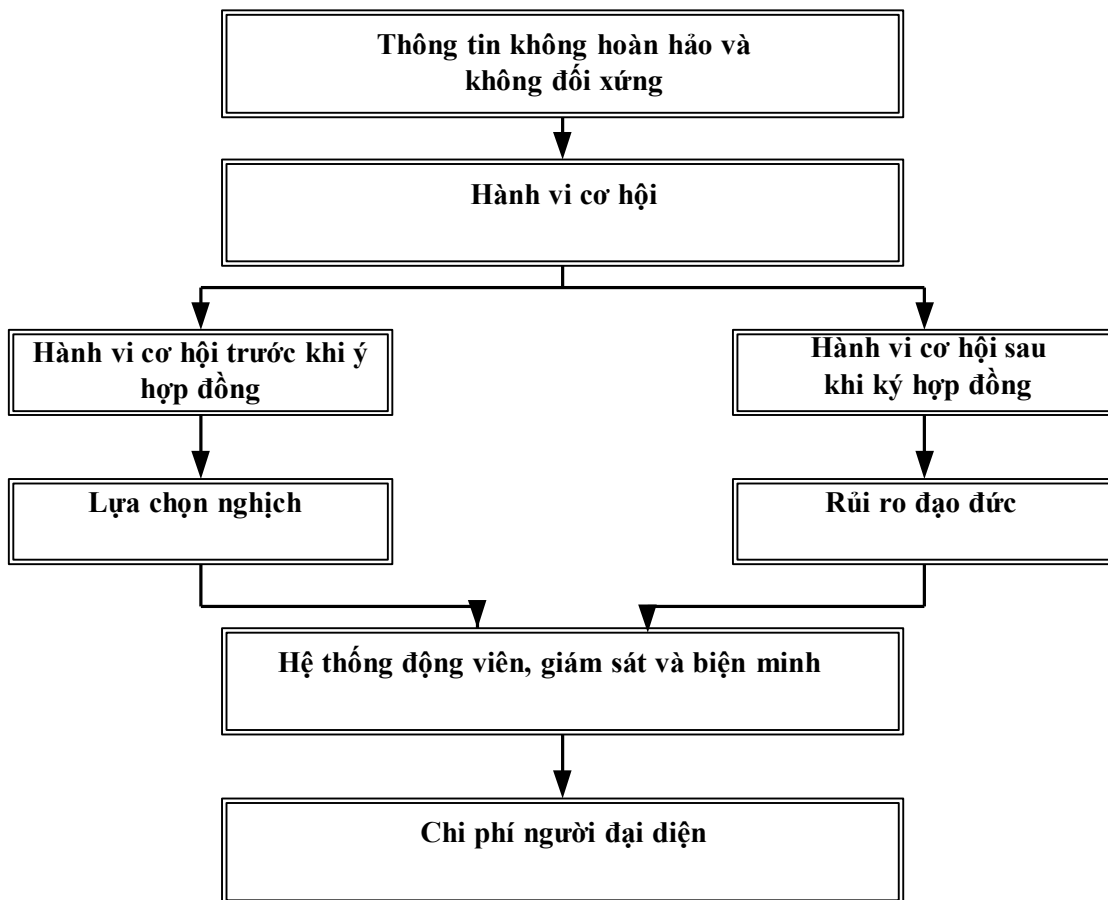 Thông tin không hoàn hảo và
không đối xứng
Hành vi cơ hội
Hành vi cơ hội trước khi ý
hợp đồng
Hành vi cơ hội sau
khi ký hợp đồng
Lựa chọn nghịch
Rủi ro đạo đức
Hệ thống động viên, giám sát và biện minh
Chi phí người đại diện